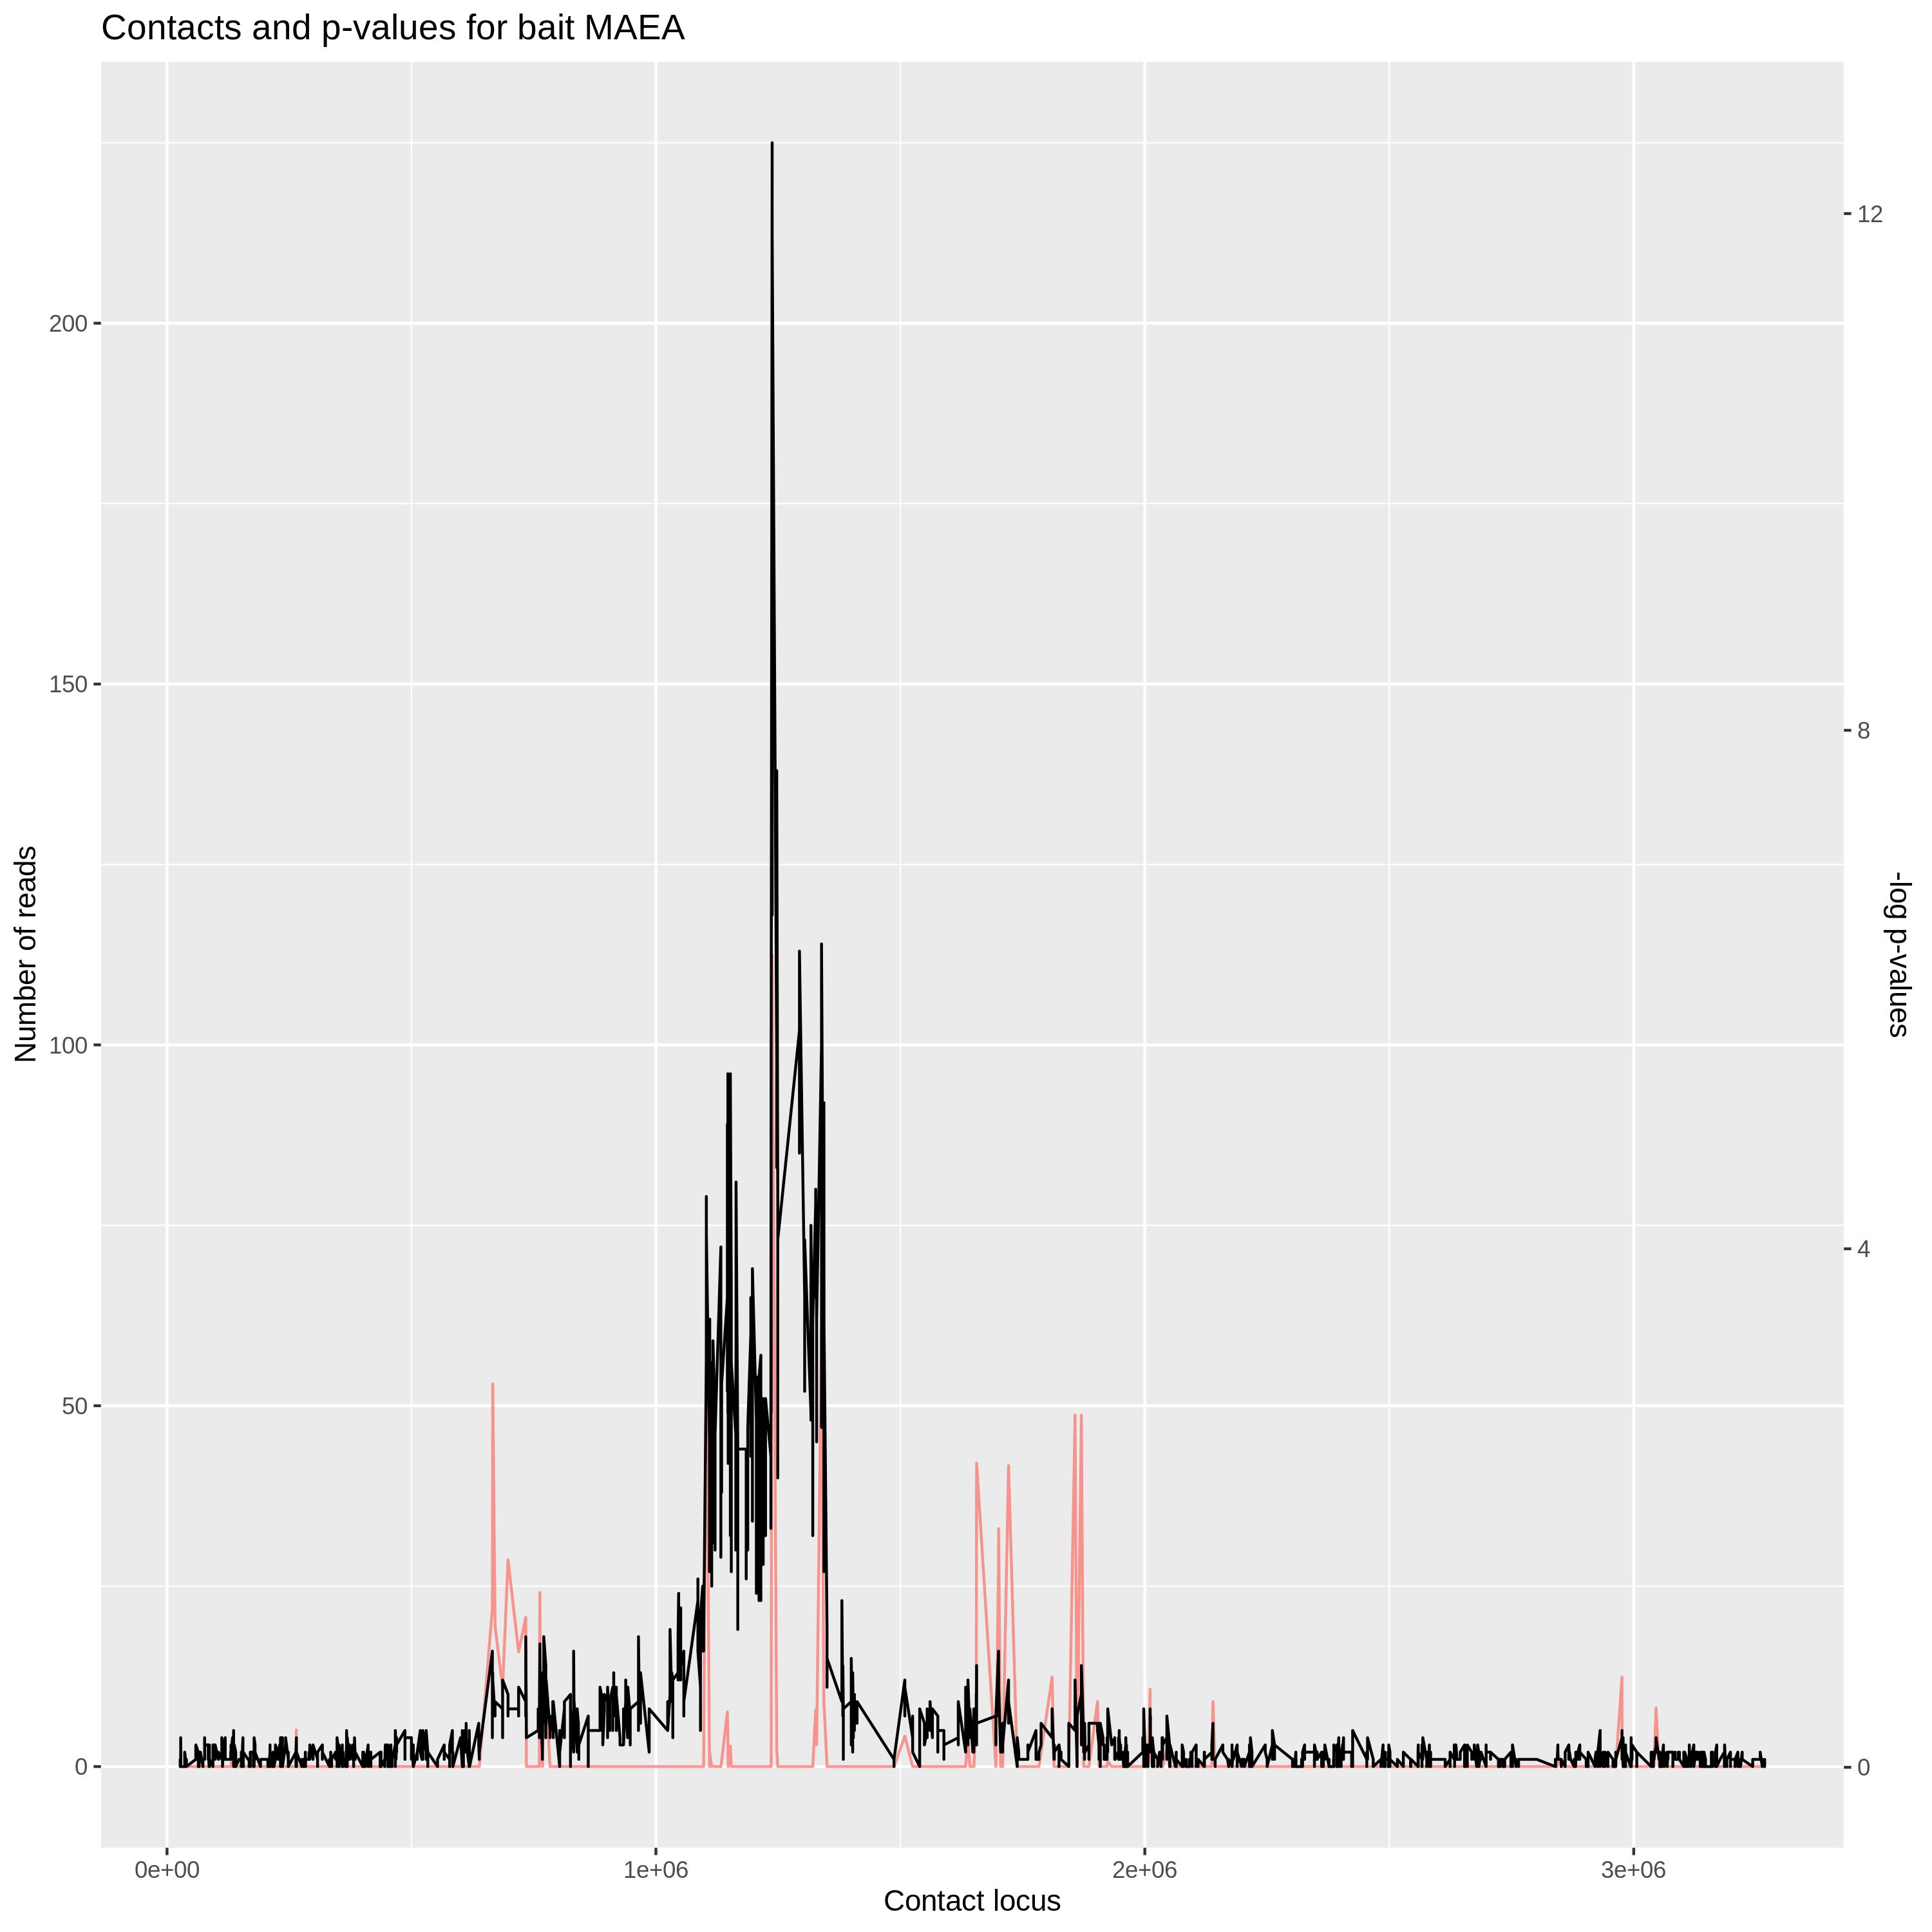 Contacts and p-values for bait MAEA
Number of reads
200
150
100
50
0
12
8
4
0
-log p-values
0e+00 1e+06 2e+06 3e+06
Contact locus